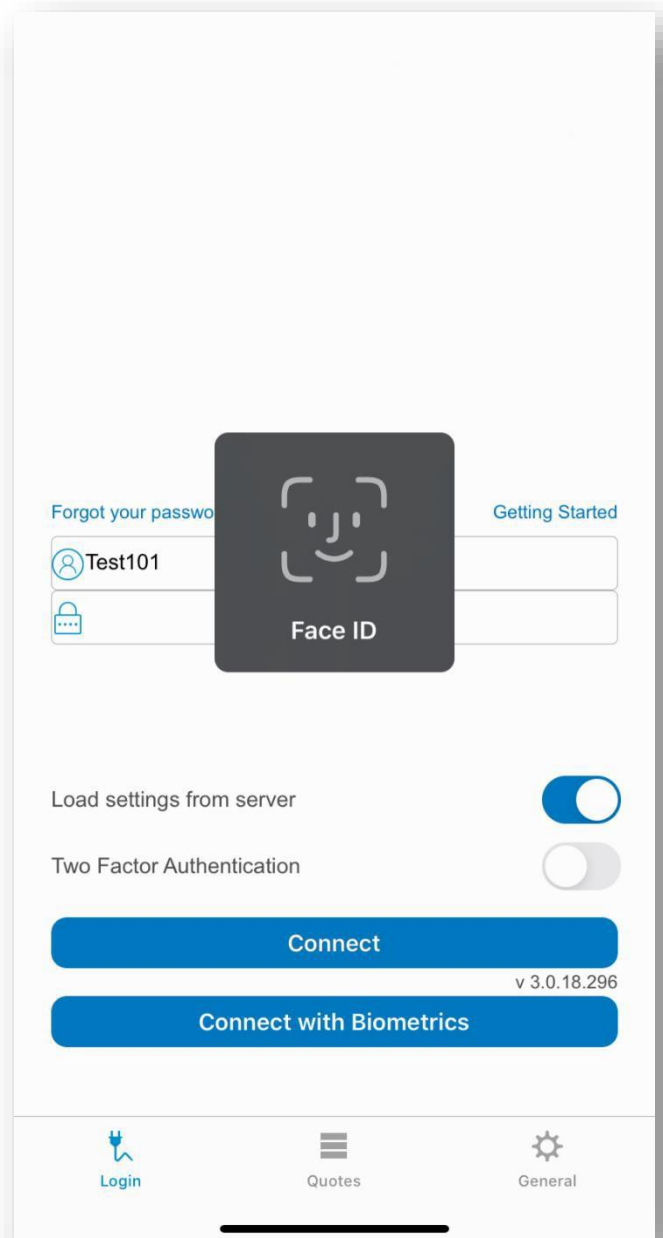 Forgot your passwo
Getting Started
Test101
Face ID
Load settings from server
Two Factor Authentication
Connect
v 3.0.18.296
Connect with Biometrics
Login
Quotes
General